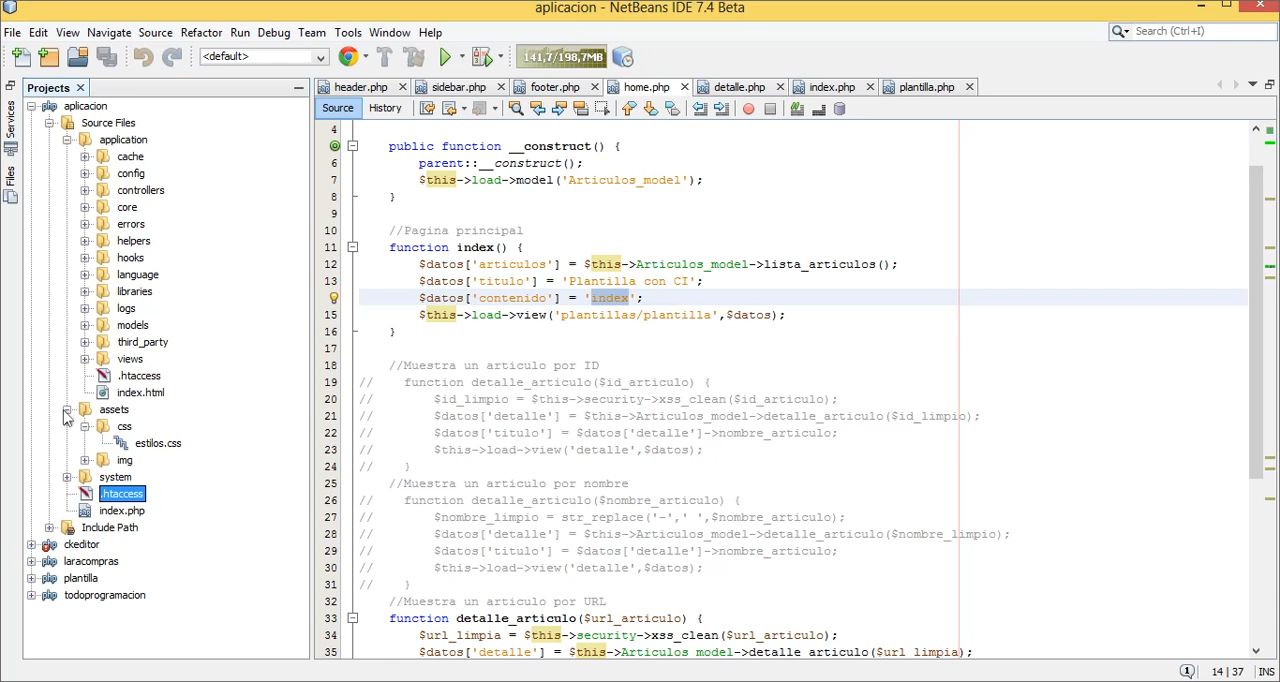 aplicacion - NetBeans IDE 7.4 Beta
File Edit View Navigate Source Refactor Run Debug Team Tools Window Help
Search (Ctrl+I)
<default>
141,7/198,7MB
Projects
header.php sidebar.php footer.php home.php detalle.php index.php plantilla.php
Source History
Services
Files
aplicacion
Source Files
application
cache
config
controllers
core
errors
helpers
hooks
language
libraries
logs
models
third_party
views
.htaccess
index.html
assets
css
estilos.css
img
system
.htaccess
index.php
Include Path
ckeditor
laracompras
plantilla
todoprogramacion
4
public function __construct() {
6 parent::__construct();
7 $this->load->model('Articulos_model');
8 }
9
10 //Pagina principal
11 function index() {
12 $datos['articulos'] = $this->Articulos_model->lista_articulos();
13 $datos['titulo'] = 'Plantilla con CI';
$datos['contenido'] = 'index';
15 $this->load->view('plantillas/plantilla',$datos);
16 }
17
18 //Muestra un articulo por ID
19 // function detalle_articulo($id_articulo) {
20 // $id_limpio = $this->security->xss_clean($id_articulo);
21 // $datos['detalle'] = $this->Articulos_model->detalle_articulo($id_limpio);
22 // $datos['titulo'] = $datos['detalle']->nombre_articulo;
23 // $this->load->view('detalle',$datos);
24 // }
25 //Muestra un articulo por nombre
26 // function detalle_articulo($nombre_articulo) {
27 // $nombre_limpio = str_replace('-',' ',$nombre_articulo);
28 // $datos['detalle'] = $this->Articulos_model->detalle_articulo($nombre_limpio);
29 // $datos['titulo'] = $datos['detalle']->nombre_articulo;
30 // $this->load->view('detalle',$datos);
31 // }
32 //Muestra un articulo por URL
33 function detalle_articulo($url_articulo) {
34 $url_limpia = $this->security->xss_clean($url_articulo);
35 $datos['detalle'] = $this->Articulos_model->detalle_articulo($url_limpia);
14 | 37 INS